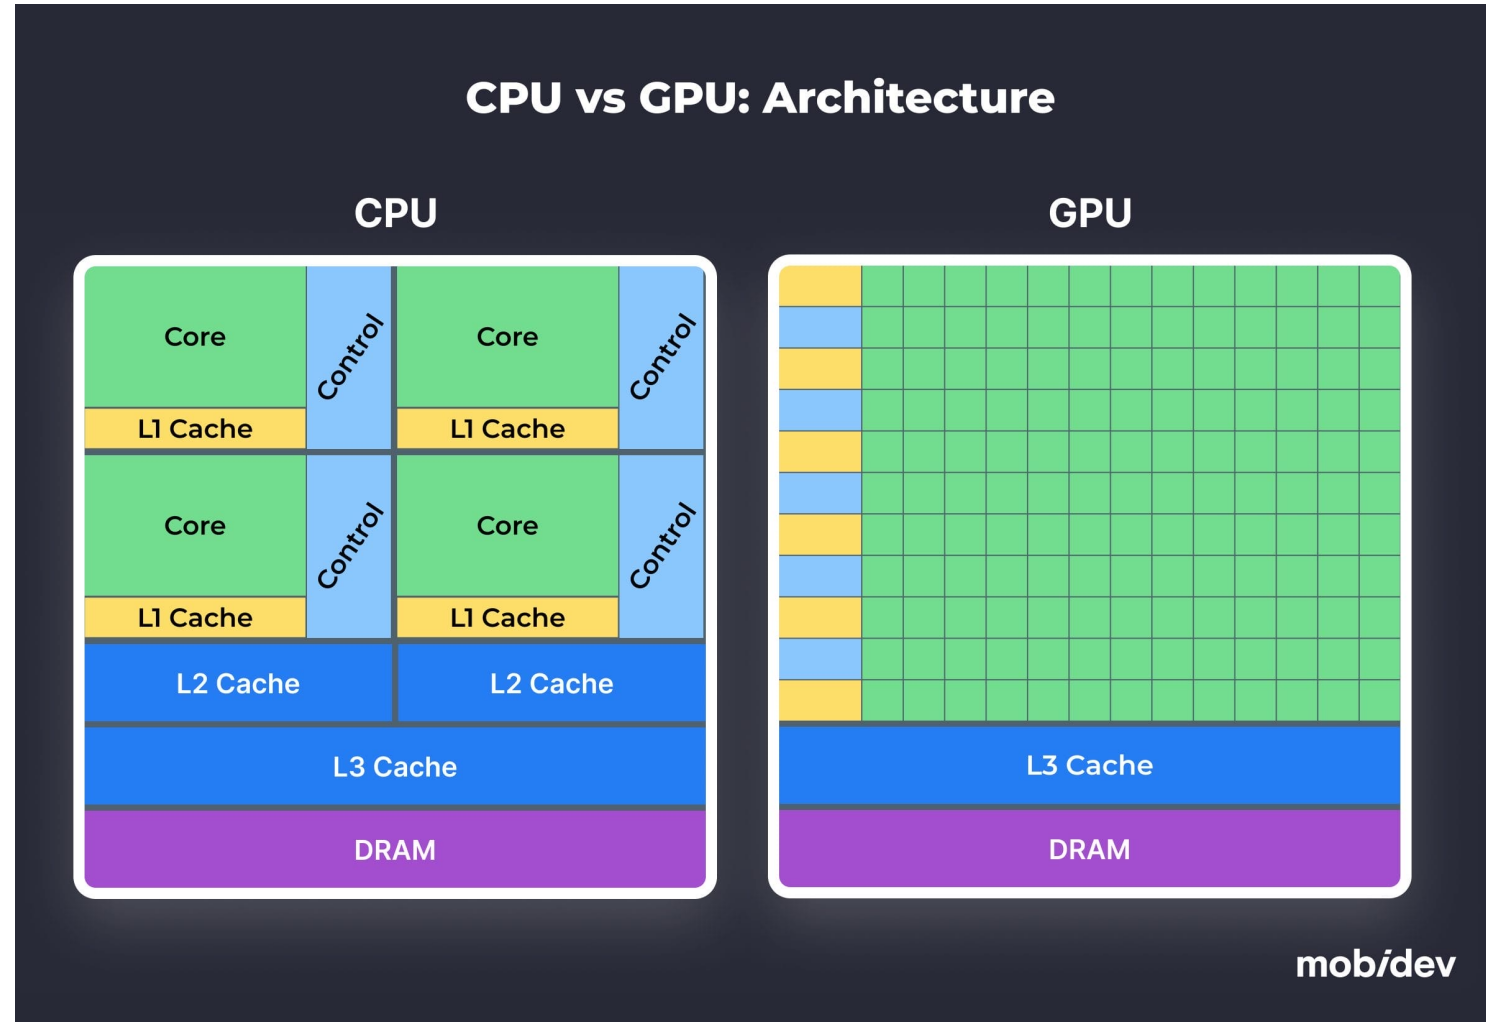 CPU vs GPU: Architecture
CPU
Core
Control
L1 Cache
Core
Control
L1 Cache
Core
Control
L1 Cache
Core
Control
L1 Cache
L2 Cache
L2 Cache
L3 Cache
DRAM
GPU
L3 Cache
DRAM
mobidev